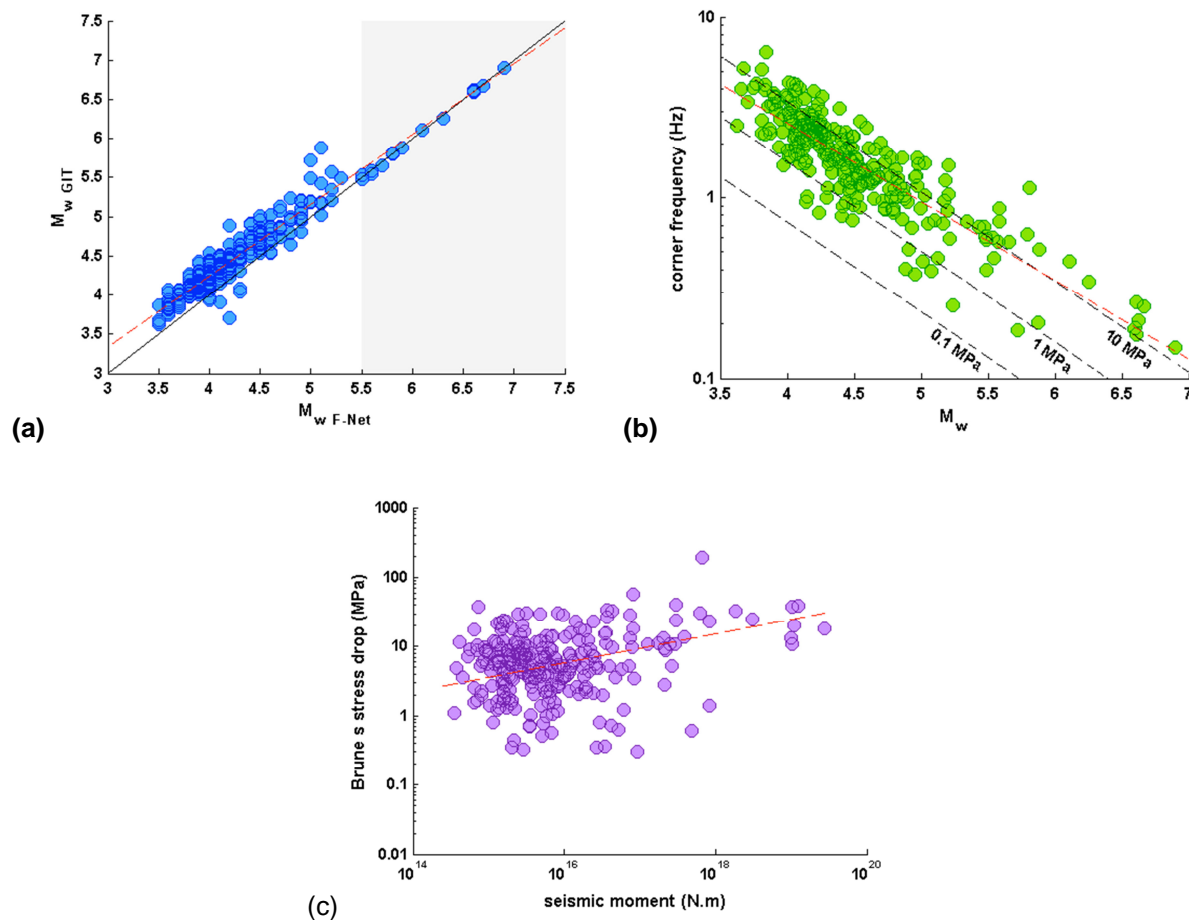 7.5
7
6.5
6
5.5
5
4.5
4
3.5
3
M w GIT
3 3.5 4 4.5 5 5.5 6 6.5 7 7.5
M w F-Net
(a)
10
1
0.1
corner frequency (Hz)
0.1 MPa
1 MPa
10 MPa
3.5 4 4.5 5 5.5 6 6.5 7
M w
(b)
1000
100
10
1
0.1
0.01
Brune s stress drop (MPa)
10^14 10^16 10^18 10^20
seismic moment (N.m)
(c)